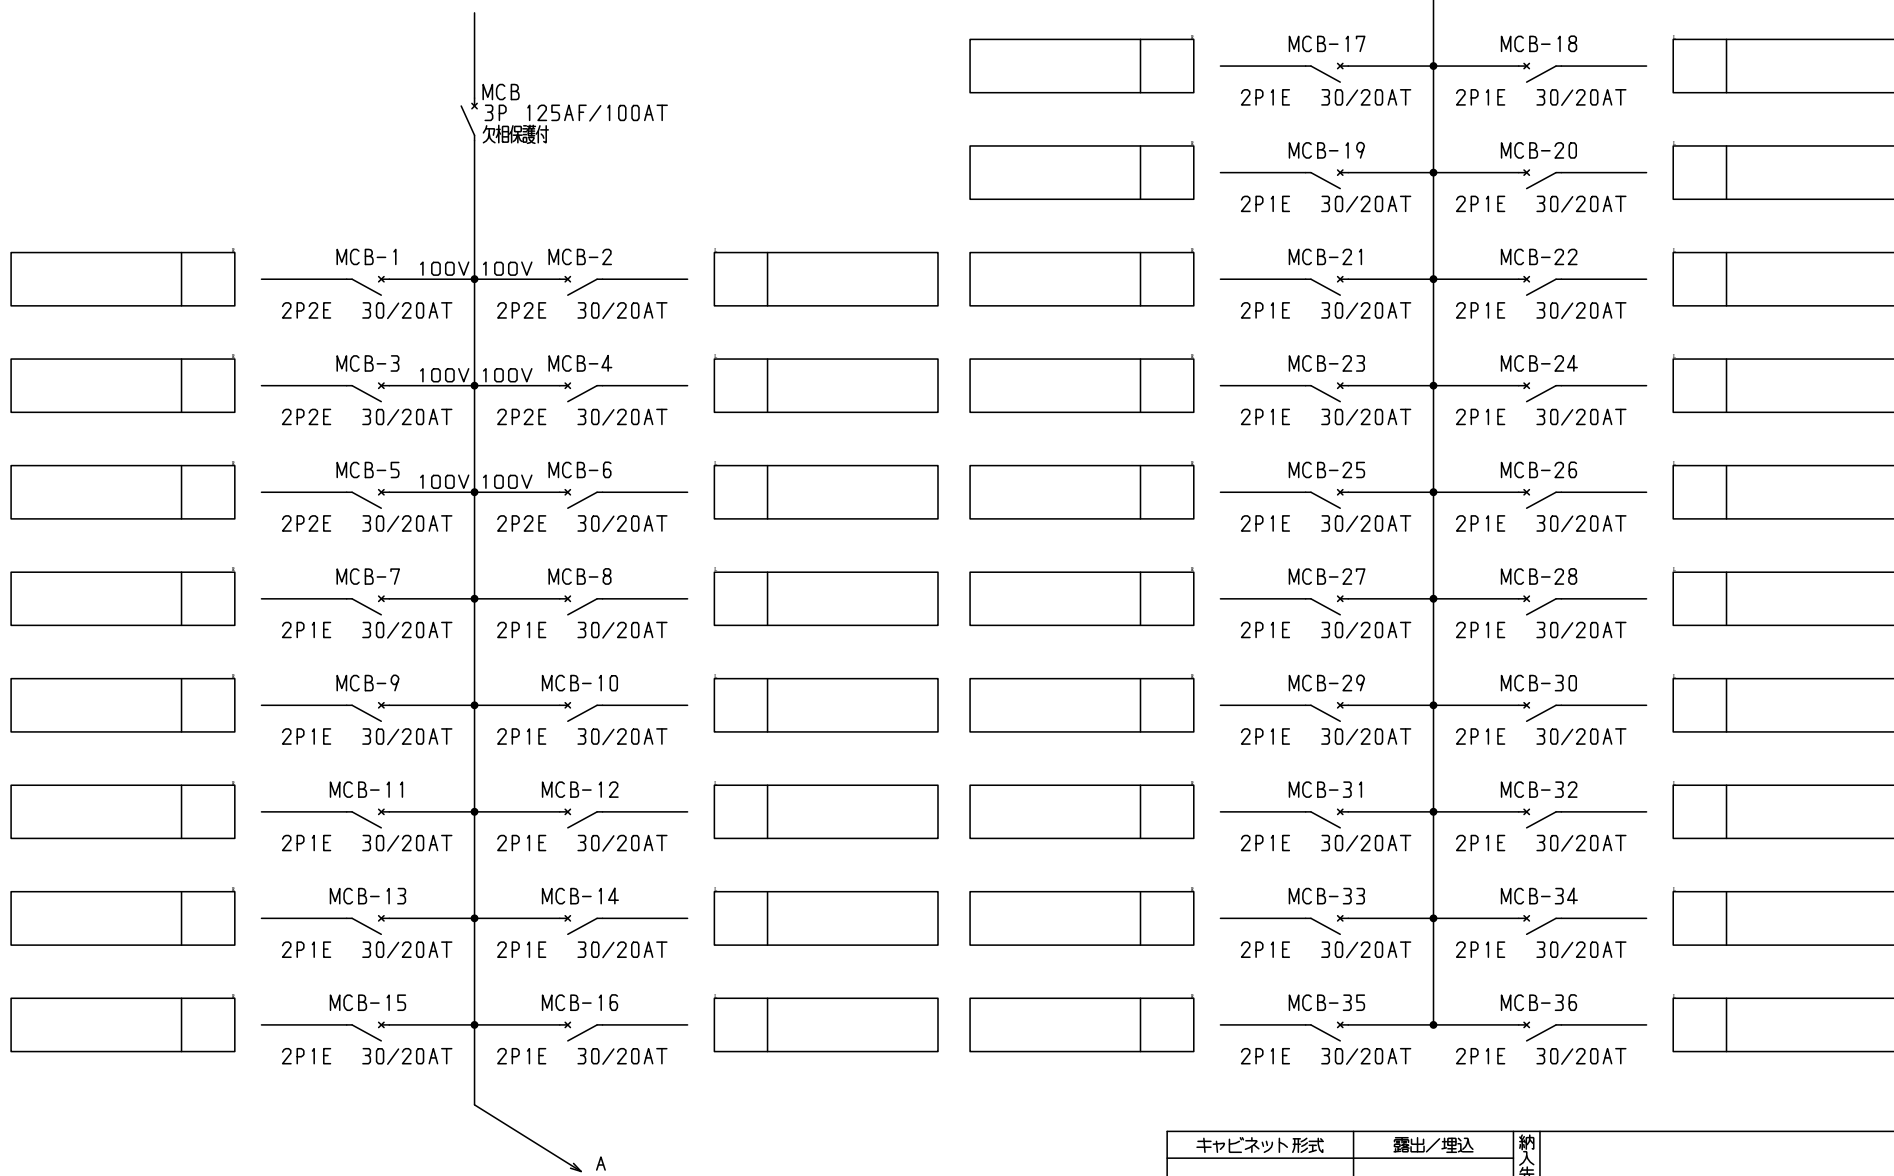 MCB
3P 125AF/100AT
欠相保護付
MCB-1 100V 100V MCB-2
2P2E 30/20AT 2P2E 30/20AT
MCB-3 100V 100V MCB-4
2P2E 30/20AT 2P2E 30/20AT
MCB-5 100V 100V MCB-6
2P2E 30/20AT 2P2E 30/20AT
MCB-7 MCB-8
2P1E 30/20AT 2P1E 30/20AT
MCB-9 MCB-10
2P1E 30/20AT 2P1E 30/20AT
MCB-11 MCB-12
2P1E 30/20AT 2P1E 30/20AT
MCB-13 MCB-14
2P1E 30/20AT 2P1E 30/20AT
MCB-15 MCB-16
2P1E 30/20AT 2P1E 30/20AT
A
MCB-17 MCB-18
2P1E 30/20AT 2P1E 30/20AT
MCB-19 MCB-20
2P1E 30/20AT 2P1E 30/20AT
MCB-21 MCB-22
2P1E 30/20AT 2P1E 30/20AT
MCB-23 MCB-24
2P1E 30/20AT 2P1E 30/20AT
MCB-25 MCB-26
2P1E 30/20AT 2P1E 30/20AT
MCB-27 MCB-28
2P1E 30/20AT 2P1E 30/20AT
MCB-29 MCB-30
2P1E 30/20AT 2P1E 30/20AT
MCB-31 MCB-32
2P1E 30/20AT 2P1E 30/20AT
MCB-33 MCB-34
2P1E 30/20AT 2P1E 30/20AT
MCB-35 MCB-36
2P1E 30/20AT 2P1E 30/20AT
キャビネット形式 露出/埋込
納入先